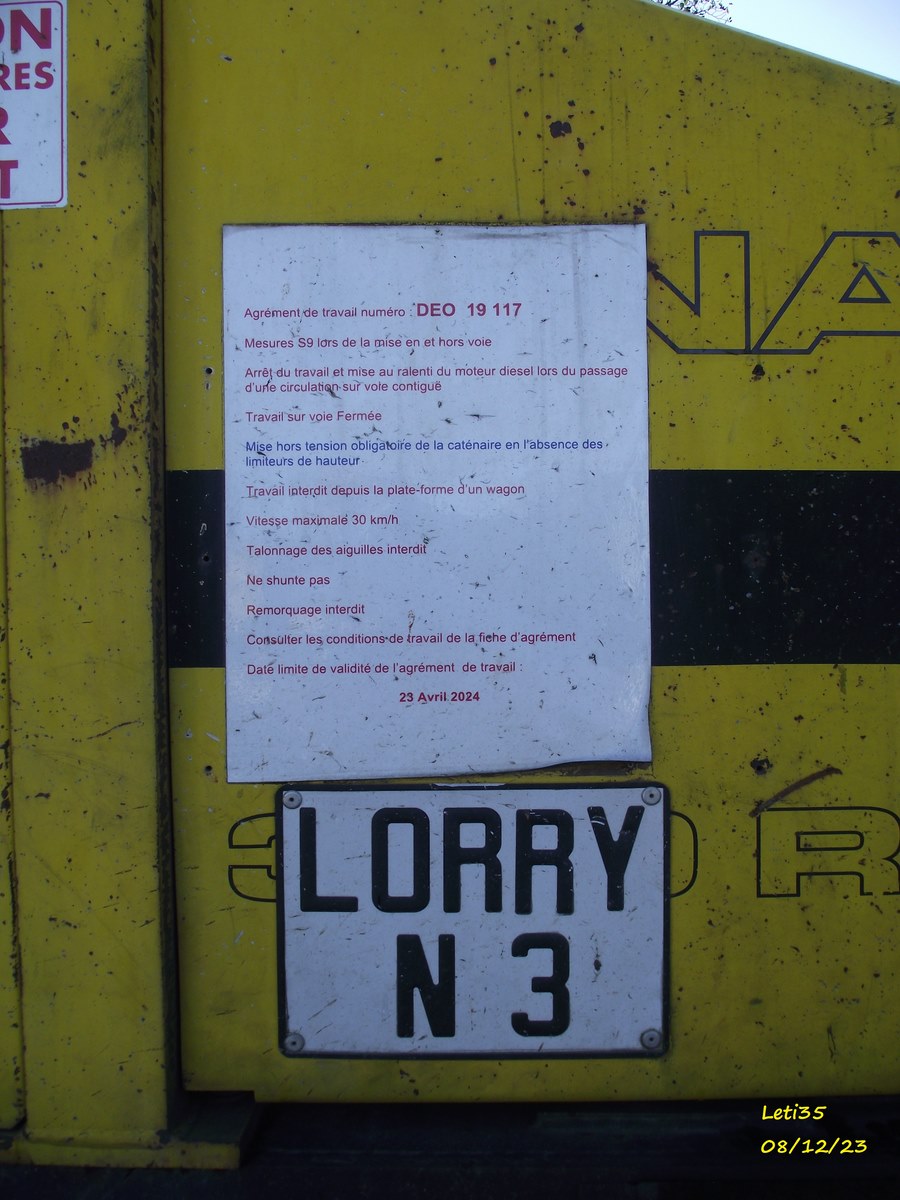 ON
RES
R
T
NA
Agrément de travail numéro : DEO 19 117
Mesures S9 lors de la mise en et hors voie
Arrêt du travail et mise au ralenti du moteur diesel lors du passage
d'une circulation sur voie contiguë
Travail sur voie Fermée
Mise hors tension obligatoire de la caténaire en l'absence des
limiteurs de hauteur
Travail interdit depuis la plate-forme d'un wagon
Vitesse maximale 30 km/h
Talonnage des aiguilles interdit
Ne shunte pas
Remorquage interdit
Consulter les conditions de travail de la fiche d'agrément
Date limite de validité de l'agrément de travail :
23 Avril 2024
R
LORRY
N 3
Leti35
08/12/23